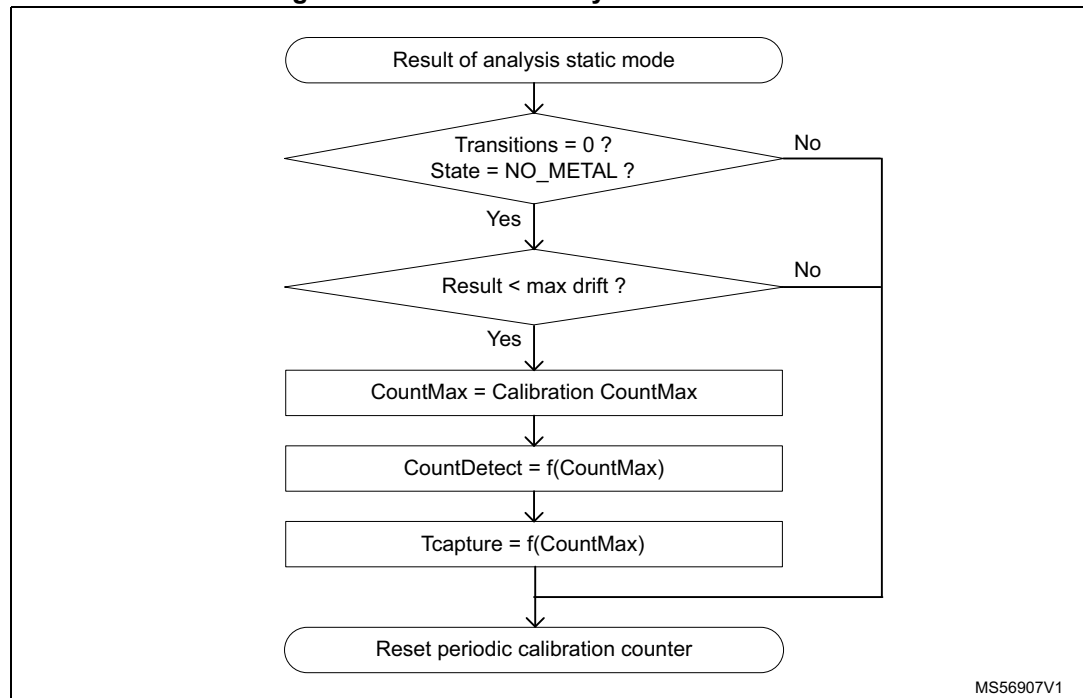 Result of analysis static mode
Transitions = 0 ?
State = NO_METAL ?
No
Yes
Result < max drift ?
No
Yes
CountMax = Calibration CountMax
CountDetect = f(CountMax)
Tcapture = f(CountMax)
Reset periodic calibration counter
MS56907V1